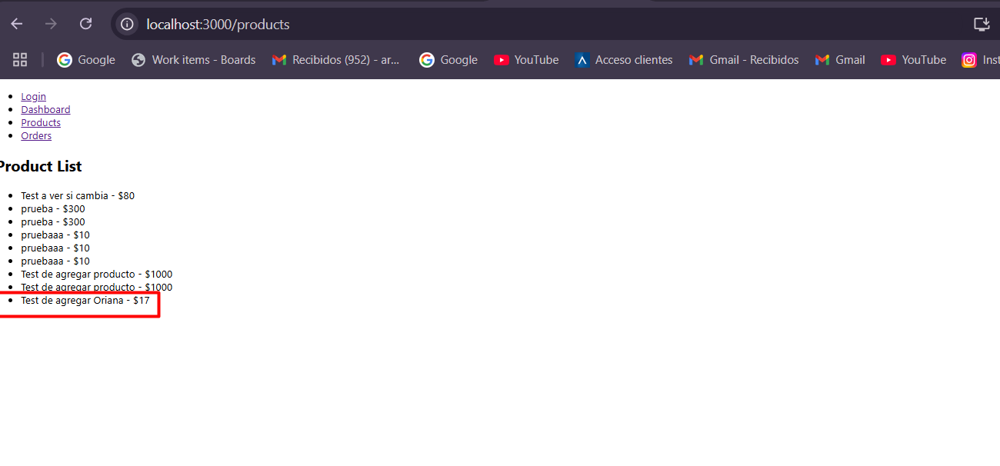 localhost:3000/products
Google Work items - Boards Recibidos (952) - ar... Google YouTube Acceso clientes Gmail - Recibidos Gmail YouTube Inst
Login
Dashboard
Products
Orders
Product List
Test a ver si cambia - $80
prueba - $300
prueba - $300
pruebaaa - $10
pruebaaa - $10
pruebaaa - $10
Test de agregar producto - $1000
Test de agregar producto - $1000
Test de agregar Oriana - $17